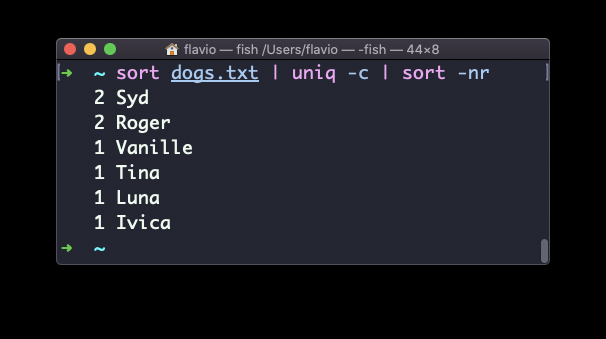 flavio — fish /Users/flavio — -fish — 44×8
➜ ~ sort dogs.txt | uniq -c | sort -nr
2 Syd
2 Roger
1 Vanille
1 Tina
1 Luna
1 Ivica
➜ ~